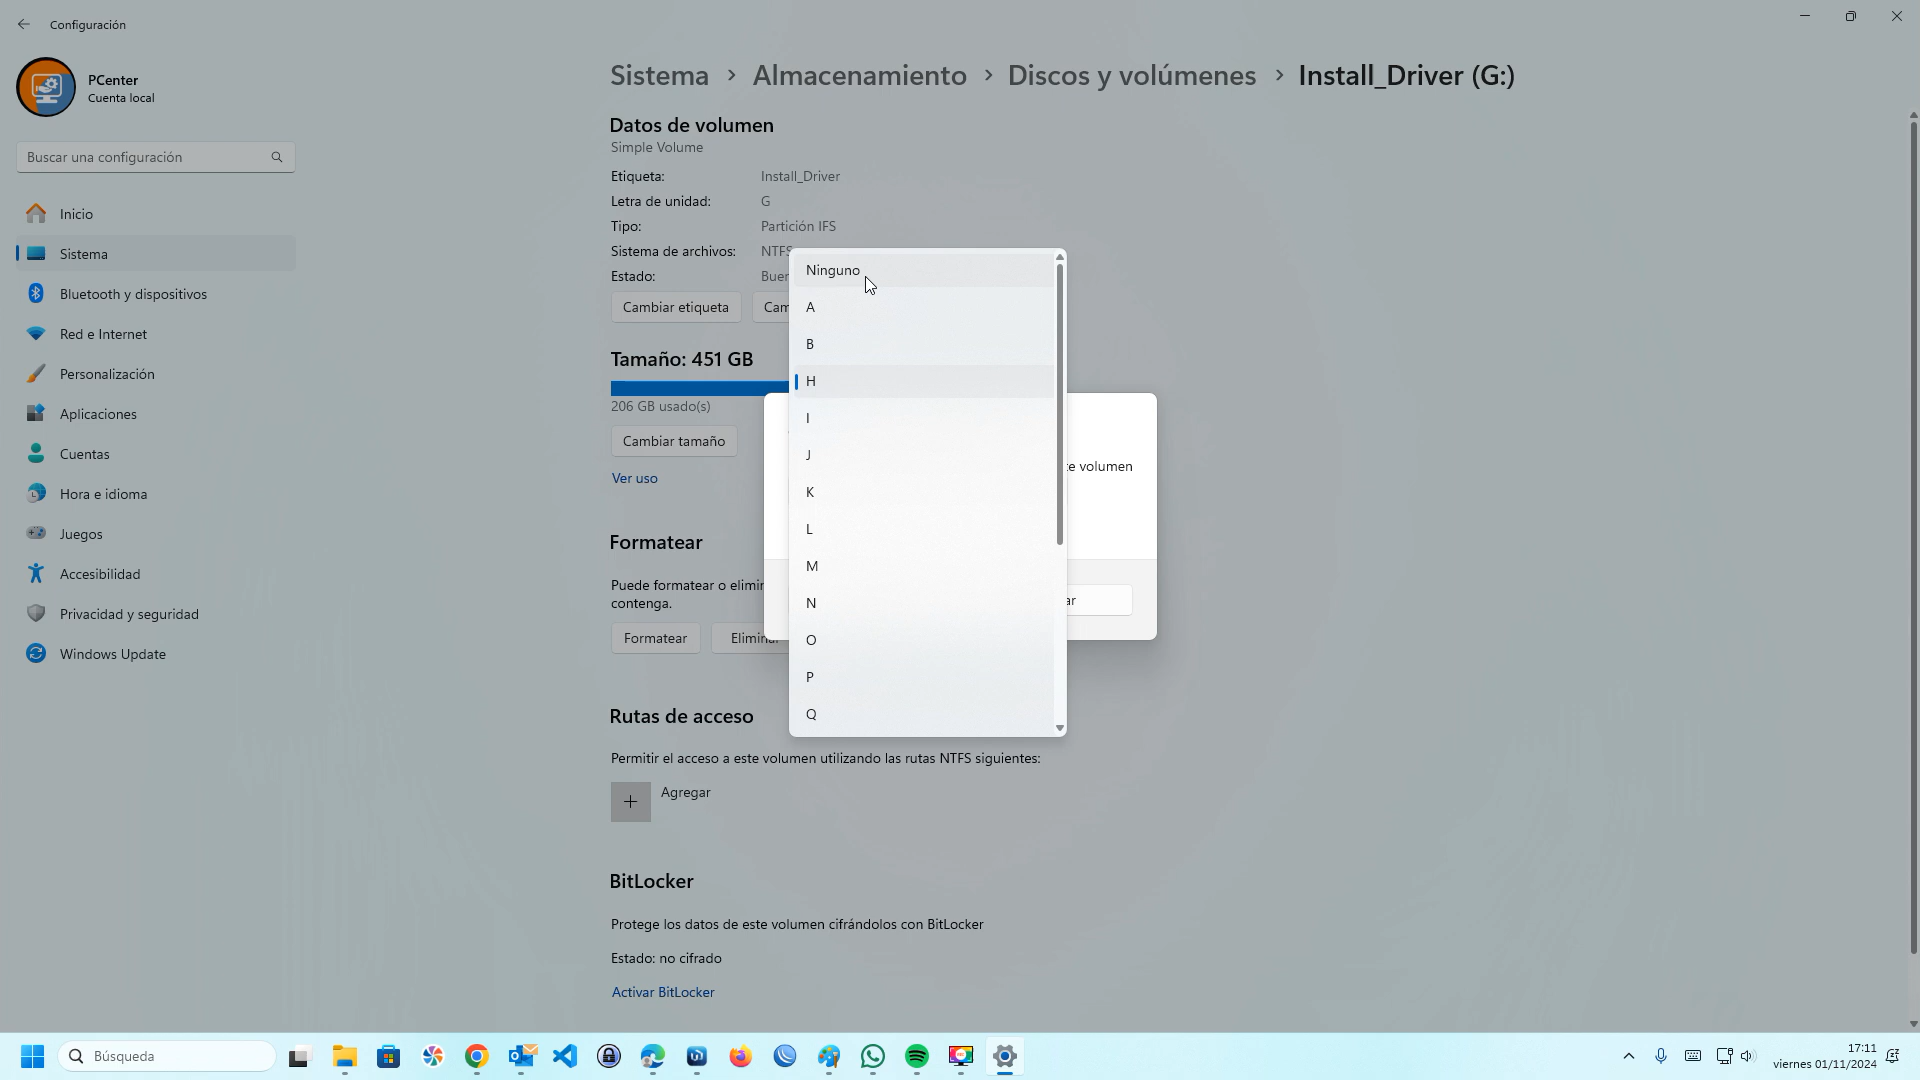 Configuración
PCenter
Cuenta local
Buscar una configuración
Inicio
Sistema
Bluetooth y dispositivos
Red e Internet
Personalización
Aplicaciones
Cuentas
Hora e idioma
Juegos
Accesibilidad
Privacidad y seguridad
Windows Update
Sistema > Almacenamiento > Discos y volúmenes > Install_Driver (G:)
Datos de volumen
Simple Volume
Etiqueta: Install_Driver
Letra de unidad: G
Tipo: Partición IFS
Sistema de archivos: NTFS
Estado: Buen
Cambiar etiqueta Cam
Tamaño: 451 GB
206 GB usado(s)
Cambiar tamaño
Ver uso
Formatear
Puede formatear o elimin
contenga.
Formatear Eliminar
Ninguno
A
B
H
I
J
K
L
M
N
O
P
Q
te volumen
ar
Rutas de acceso
Permitir el acceso a este volumen utilizando las rutas NTFS siguientes:
Agregar
BitLocker
Protege los datos de este volumen cifrándolos con BitLocker
Estado: no cifrado
Activar BitLocker
Búsqueda
17:11
viernes 01/11/2024